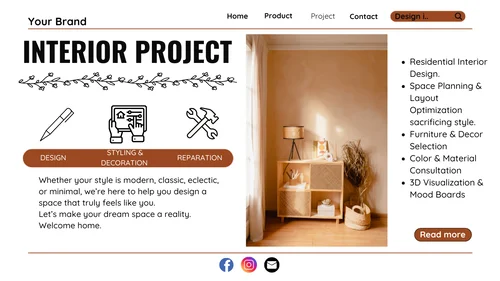 Your Brand
Home
Product
Project
Contact
Design i..
INTERIOR PROJECT
DESIGN
STYLING &
DECORATION
REPARATION
Whether your style is modern, classic, eclectic,
or minimal, we're here to help you design a
space that truly feels like you.
Let's make your dream space a reality.
Welcome home.
Residential Interior
Design.
Space Planning &
Layout
Optimization
sacrificing style.
Furniture & Decor
Selection
Color & Material
Consultation
3D Visualization &
Mood Boards
Read more